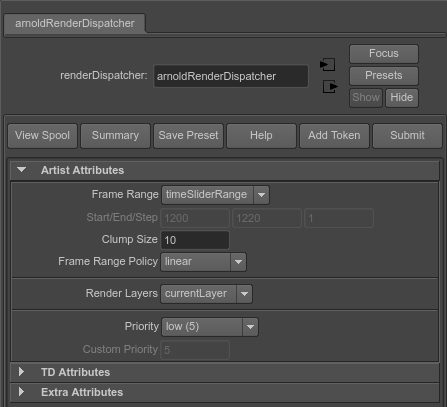 arnoldRenderDispatcher
Focus
renderDispatcher: arnoldRenderDispatcher
Presets
Show Hide
View Spool Summary Save Preset Help Add Token Submit
Artist Attributes
Frame Range timeSliderRange
Start/End/Step 1200 1220 1
Clump Size 10
Frame Range Policy linear
Render Layers currentLayer
Priority low (5)
Custom Priority 5
TD Attributes
Extra Attributes